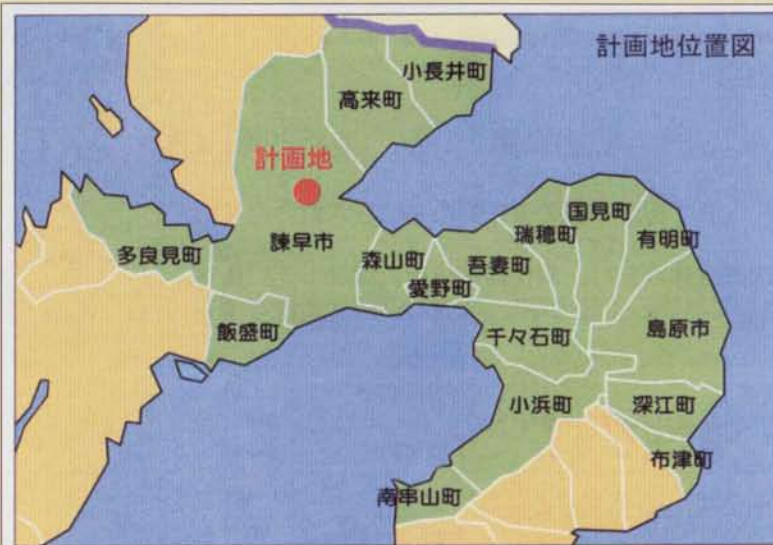 計画地位置図
小長井町
高来町
計画地
国見町
瑞穂町
有明町
多良見町
諫早市
森山町
吾妻町
愛野町
飯盛町
千々石町
島原市
小浜町
深江町
布津町
南串山町